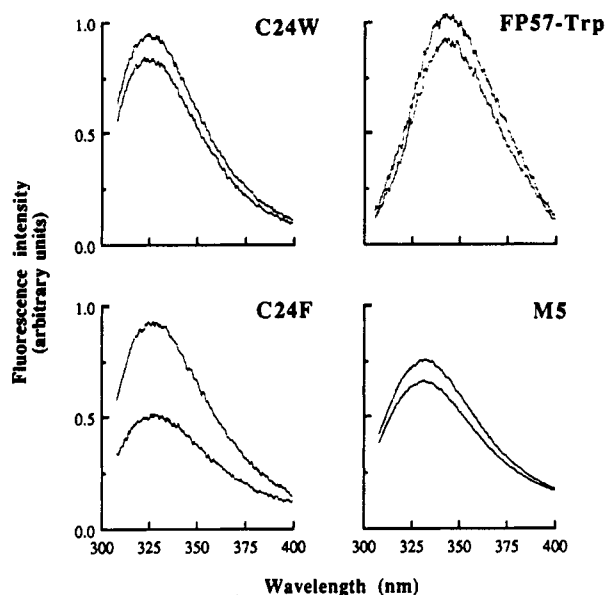 C24W
FP57-Trp
1.0
0.5
0.0
Fluorescence intensity
(arbitrary units)
C24F
M5
1.0
0.5
0.0
300 325 350 375 400
300 325 350 375 400
Wavelength (nm)